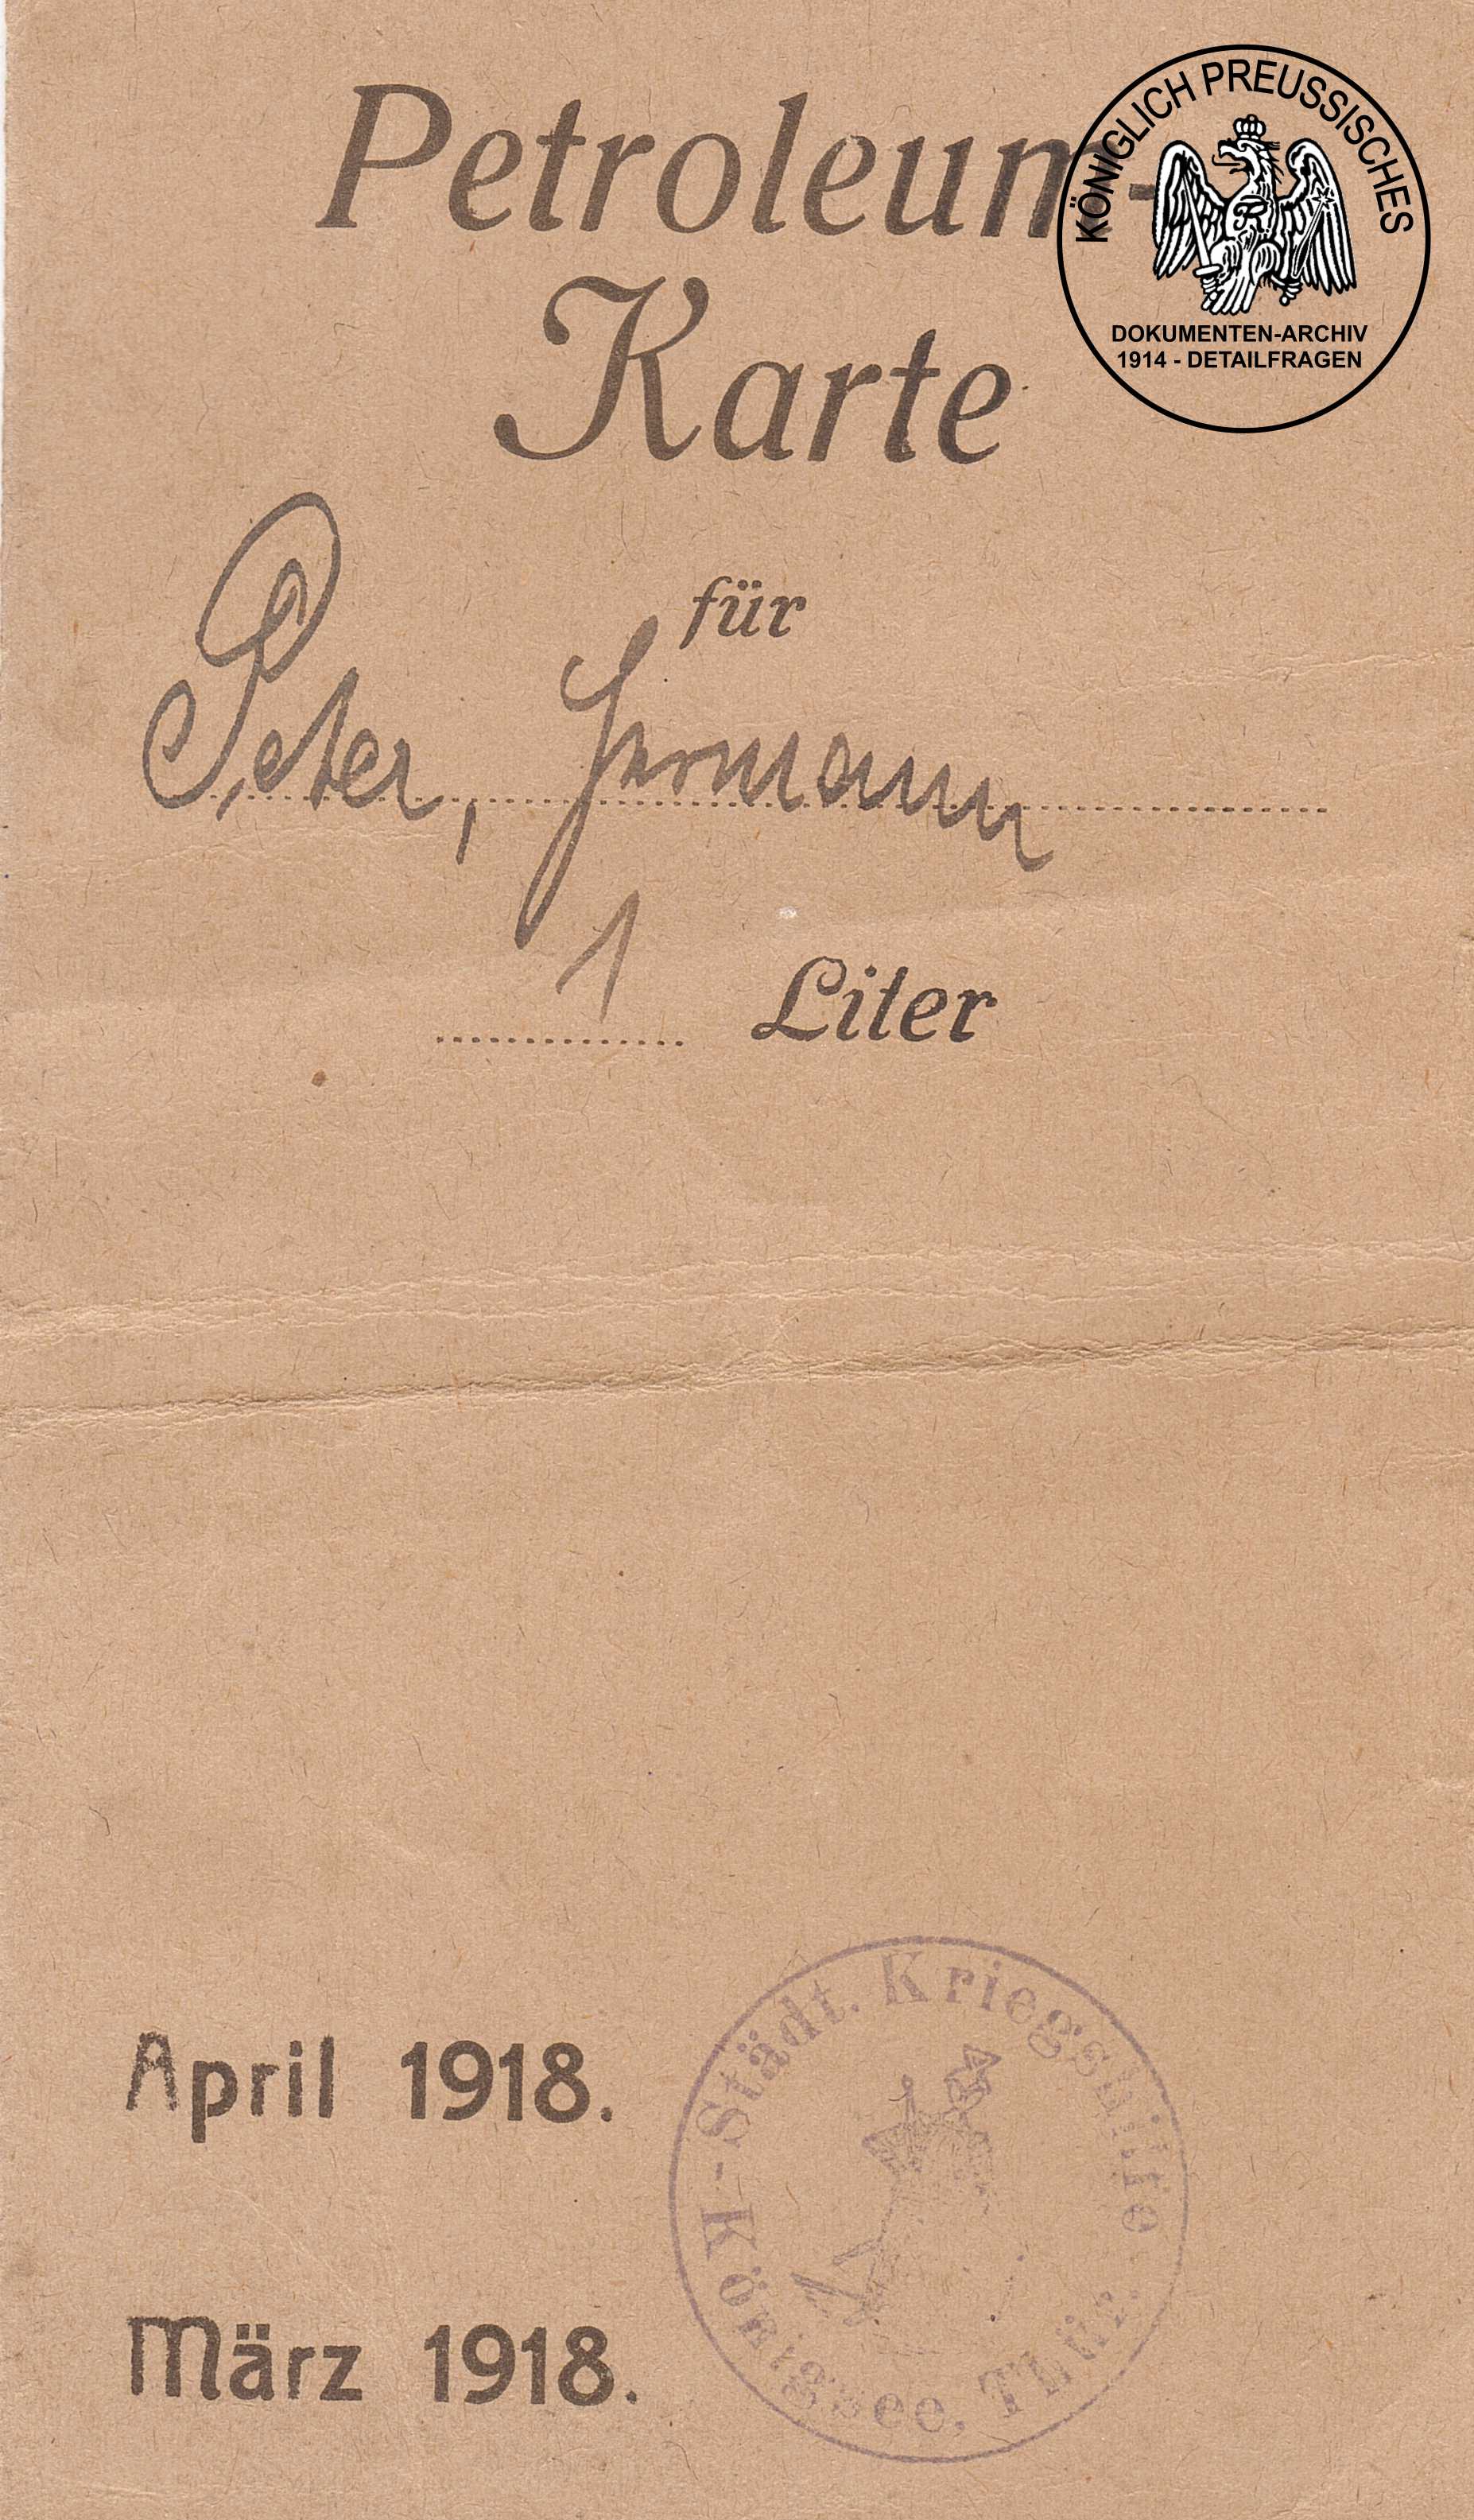 Petroleum-
Karte
KÖNIGLICH PREUSSISCHES
DOKUMENTEN-ARCHIV
1914 - DETAILFRAGEN
für
Peter, Hermann
1 Liter
April 1918.
März 1918.
Städt. Kriegshilfe
Königsee, Thür.